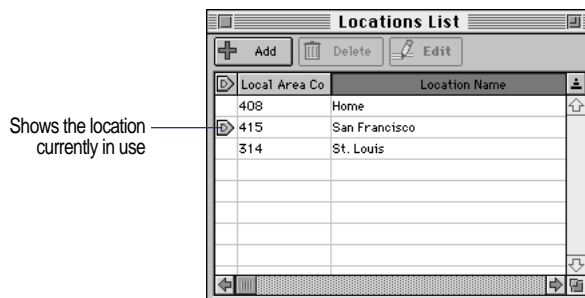 Locations List
Add Delete Edit
Local Area Co Location Name
408 Home
415 San Francisco
314 St. Louis
Shows the location
currently in use